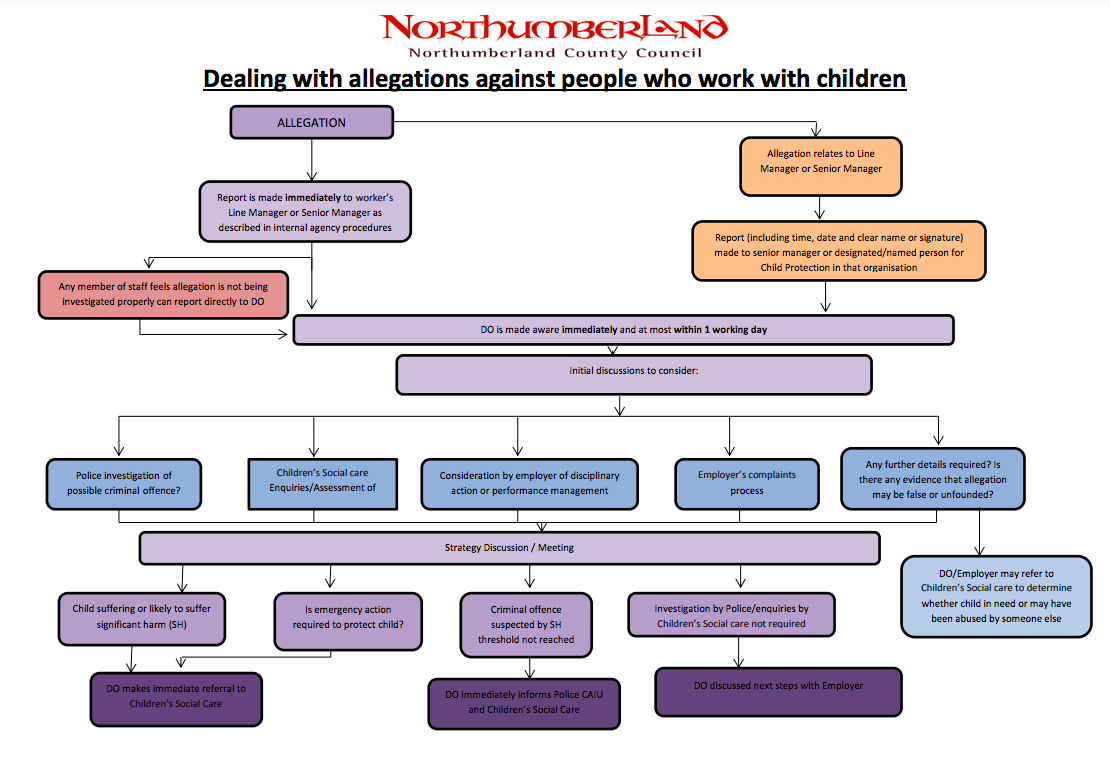 NORThUMBERLAND
Northumberland County Council
Dealing with allegations against people who work with children
ALLEGATION
Allegation relates to Line
Manager or Senior Manager
Report is made immediately to worker's
Line Manager or Senior Manager as
described in internal agency procedures
Report (including time, date and clear name or signature)
made to senior manager or designated/named person for
Child Protection in that organisation
Any member of staff feels allegation is not being
investigated properly can report directly to DO
DO is made aware immediately and at most within 1 working day
Initial discussions to consider:
Police investigation of
possible criminal offence?
Children's Social care
Enquiries/Assessment of
Consideration by employer of disciplinary
action or performance management
Employer's complaints
process
Any further details required? Is
there any evidence that allegation
may be false or unfounded?
Strategy Discussion / Meeting
DO/Employer may refer to
Children's Social care to determine
whether child in need or may have
been abused by someone else
Child suffering or likely to suffer
significant harm (SH)
Is emergency action
required to protect child?
Criminal offence
suspected by SH
threshold not reached
Investigation by Police/enquiries by
Children's Social care not required
DO makes immediate referral to
Children's Social Care
DO immediately informs Police CAIU
and Children's Social Care
DO discussed next steps with Employer